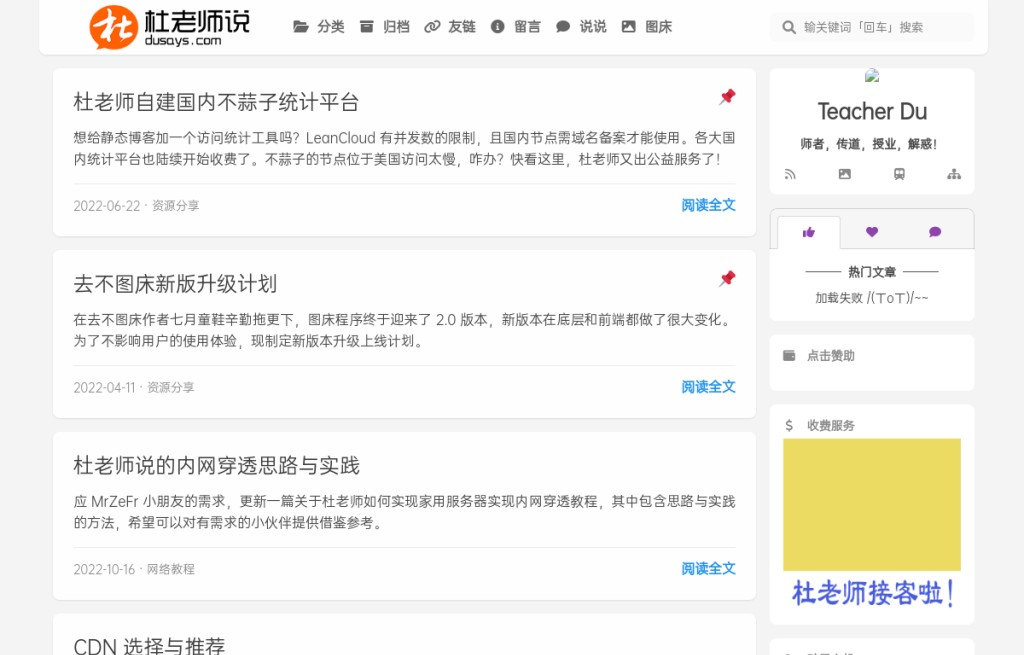 杜老师说
dusays.com
分类 归档 友链 留言 说说 图床
输关键词「回车」搜索
杜老师自建国内不蒜子统计平台
想给静态博客加一个访问统计工具吗？LeanCloud 有并发数的限制，且国内节点需域名备案才能使用。各大国
内统计平台也陆续开始收费了。不蒜子的节点位于美国访问太慢，咋办？快看这里，杜老师又出公益服务了！
2022-06-22 · 资源分享 阅读全文
去不图床新版升级计划
在去不图床作者七月童鞋辛勤拖更下，图床程序终于迎来了 2.0 版本，新版本在底层和前端都做了很大变化。
为了不影响用户的使用体验，现制定新版本升级上线计划。
2022-04-11 · 资源分享 阅读全文
杜老师说的内网穿透思路与实践
应 MrZeFr 小朋友的需求，更新一篇关于杜老师如何实现家用服务器实现内网穿透教程，其中包含思路与实践
的方法，希望可以对有需求的小伙伴提供借鉴参考。
2022-10-16 · 网络教程 阅读全文
CDN 选择与推荐
Teacher Du
师者，传道，授业，解惑！
热门文章
加载失败 /(ㄒoㄒ)/~~
点击赞助
收费服务
杜老师接客啦！